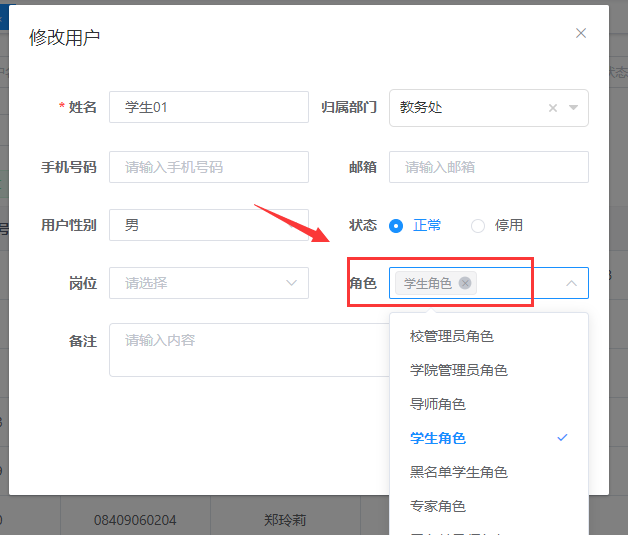 修改用户
* 姓名 学生01 归属部门 教务处
手机号码 请输入手机号码 邮箱 请输入邮箱
用户性别 男 状态 正常 停用
岗位 请选择 角色 学生角色
备注 请输入内容
校管理员角色
学院管理员角色
导师角色
学生角色
黑名单学生角色
专家角色
08409060204 郑玲莉